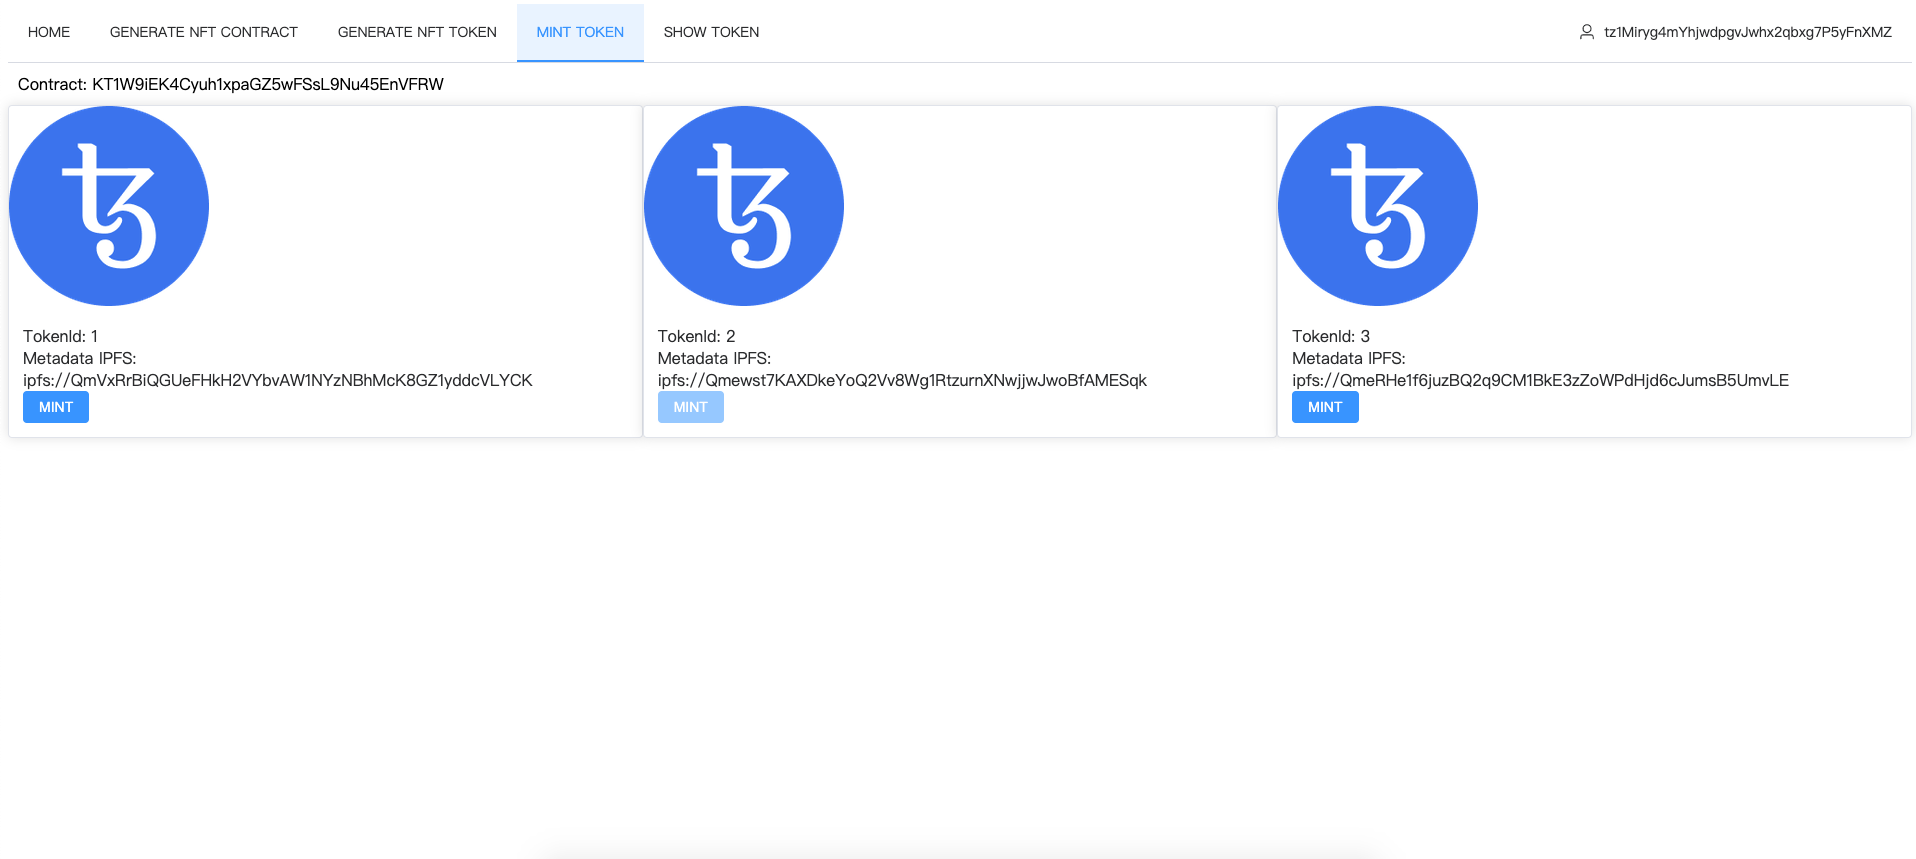 HOME GENERATE NFT CONTRACT GENERATE NFT TOKEN MINT TOKEN SHOW TOKEN tz1Miryg4mYhjwdpgvJwhx2qbxg7P5yFnXMZ
Contract: KT1W9iEK4Cyuh1xpaGZ5wFSsL9Nu45EnVFRW
TokenId: 1
Metadata IPFS:
ipfs://QmVxRrBiQGUeFHkH2VYbvAW1NYzNBhMcK8GZ1yddcVLYCK
MINT
TokenId: 2
Metadata IPFS:
ipfs://Qmewst7KAXDkeYoQ2Vv8Wg1RtzurnXNwjjwJwoBfAMESqk
MINT
TokenId: 3
Metadata IPFS:
ipfs://QmeRHe1f6juzBQ2q9CM1BkE3zZoWPdHjd6cJumsB5UmvLE
MINT